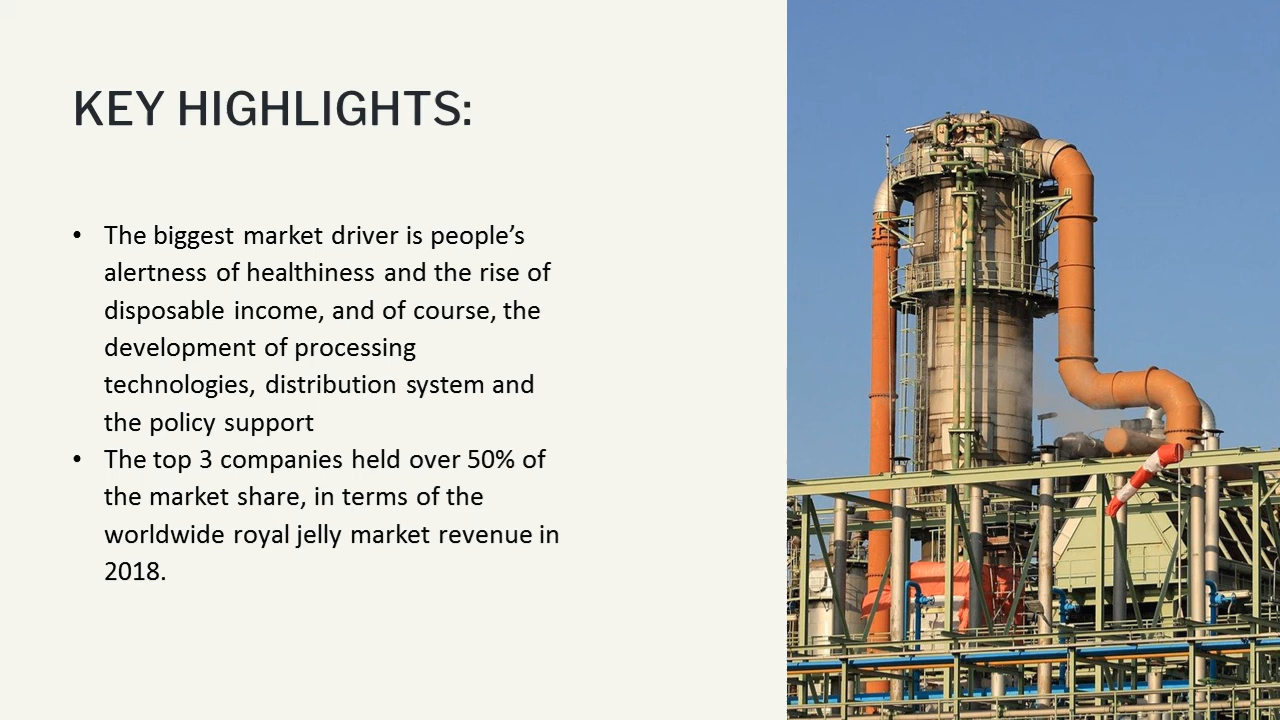 KEY HIGHLIGHTS:
• The biggest market driver is people’s
alertness of healthiness and the rise of
disposable income, and of course, the
development of processing
technologies, distribution system and
the policy support
• The top 3 companies held over 50% of
the market share, in terms of the
worldwide royal jelly market revenue in
2018.